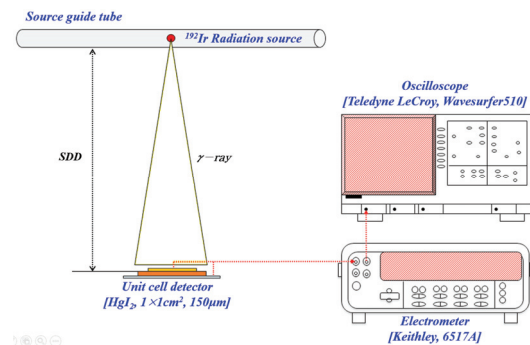 Source guide tube
¹⁹²Ir Radiation source
Oscilloscope
[Teledyne LeCroy, Wavesurfer510]
SDD
γ−ray
Unit cell detector
[HgI₂, 1×1cm², 150μm]
Electrometer
[Keithley, 6517A]